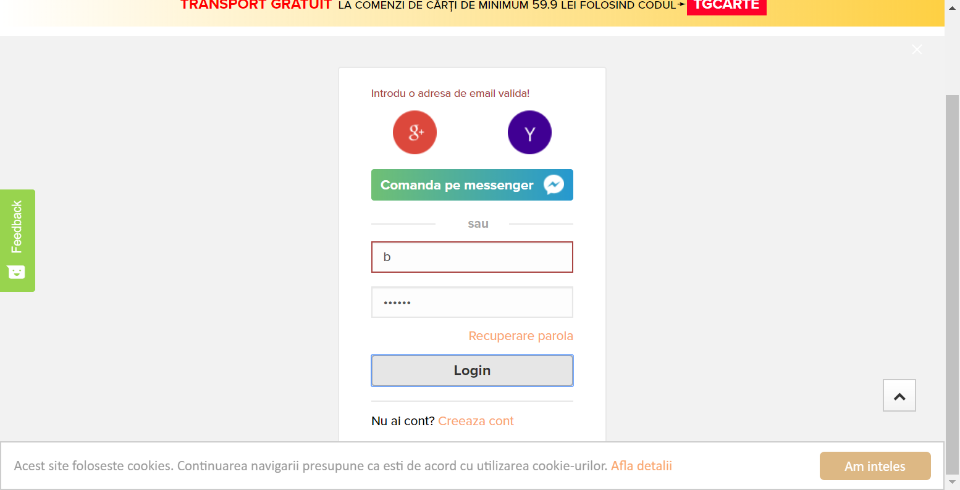 TRANSPORT GRATUIT LA COMENZI DE CĂRȚI DE MINIMUM 59.9 LEI FOLOSIND CODUL TGCARTE
Introdu o adresa de email valida!
g+ Y
Comanda pe messenger
sau
b
Feedback
••••••
Recuperare parola
Login
Nu ai cont? Creeaza cont
Acest site foloseste cookies. Continuarea navigarii presupune ca esti de acord cu utilizarea cookie-urilor. Afla detalii
Am inteles